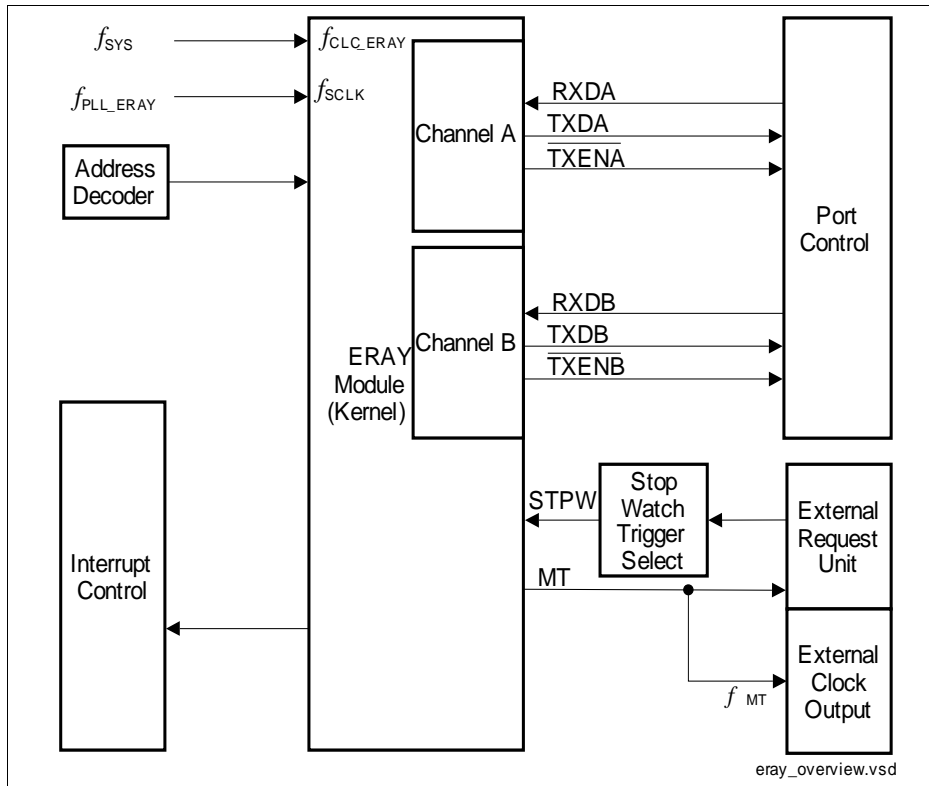 fSYS
fCLC_ERAY
fPLL_ERAY
fSCLK
Address
Decoder
Channel A
RXDA
TXDA
TXENA
Port
Control
Channel B
RXDB
TXDB
TXENB
ERAY
Module
(Kernel)
Interrupt
Control
STPW
Stop
Watch
Trigger
Select
External
Request
Unit
MT
fMT
External
Clock
Output
eray_overview.vsd